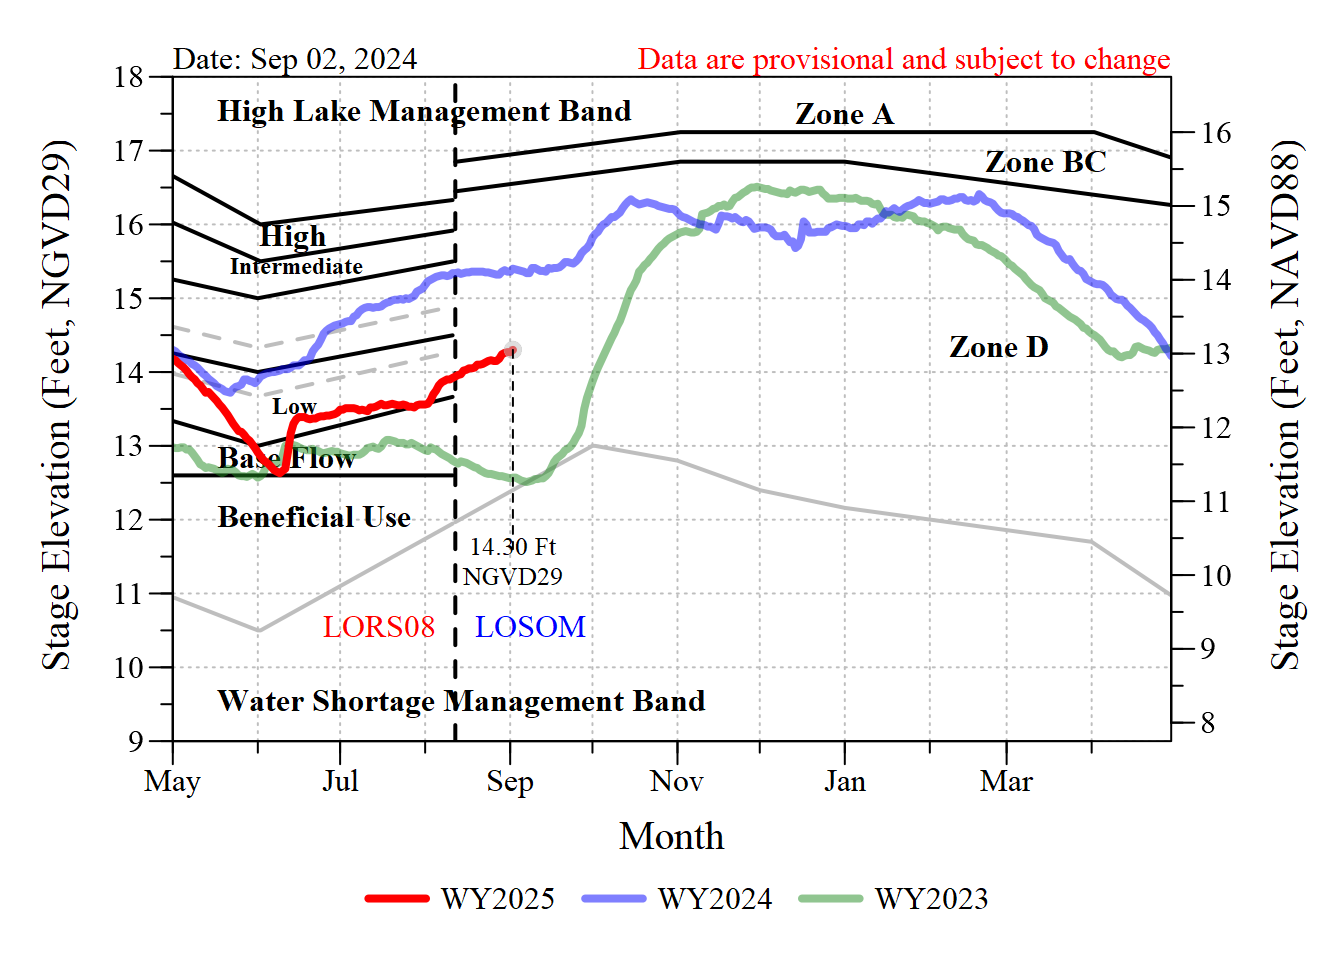 Date: Sep 02, 2024
Data are provisional and subject to change
18
17
16
15
14
13
12
11
10
9
Stage Elevation (Feet, NGVD29)
High Lake Management Band
Zone A
Zone BC
High
Intermediate
Zone D
Low
Base Flow
Beneficial Use
14.30 Ft
NGVD29
LORS08
LOSOM
Water Shortage Management Band
16
15
14
13
12
11
10
9
8
Stage Elevation (Feet, NAVD88)
May Jul Sep Nov Jan Mar
Month
WY2025 WY2024 WY2023